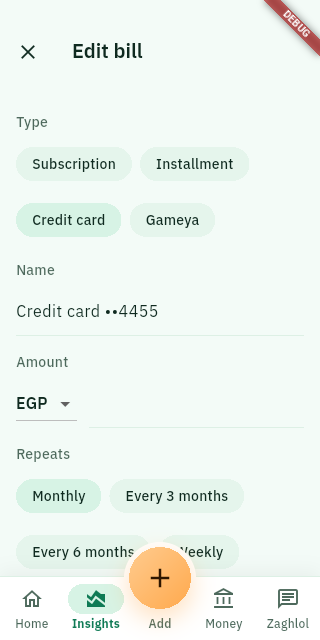 DEBUG
Edit bill
Type
Subscription Installment
Credit card Gameya
Name
Credit card ••4455
Amount
EGP
Repeats
Monthly Every 3 months
Every 6 months Weekly
Home Insights Add Money Zaghlol